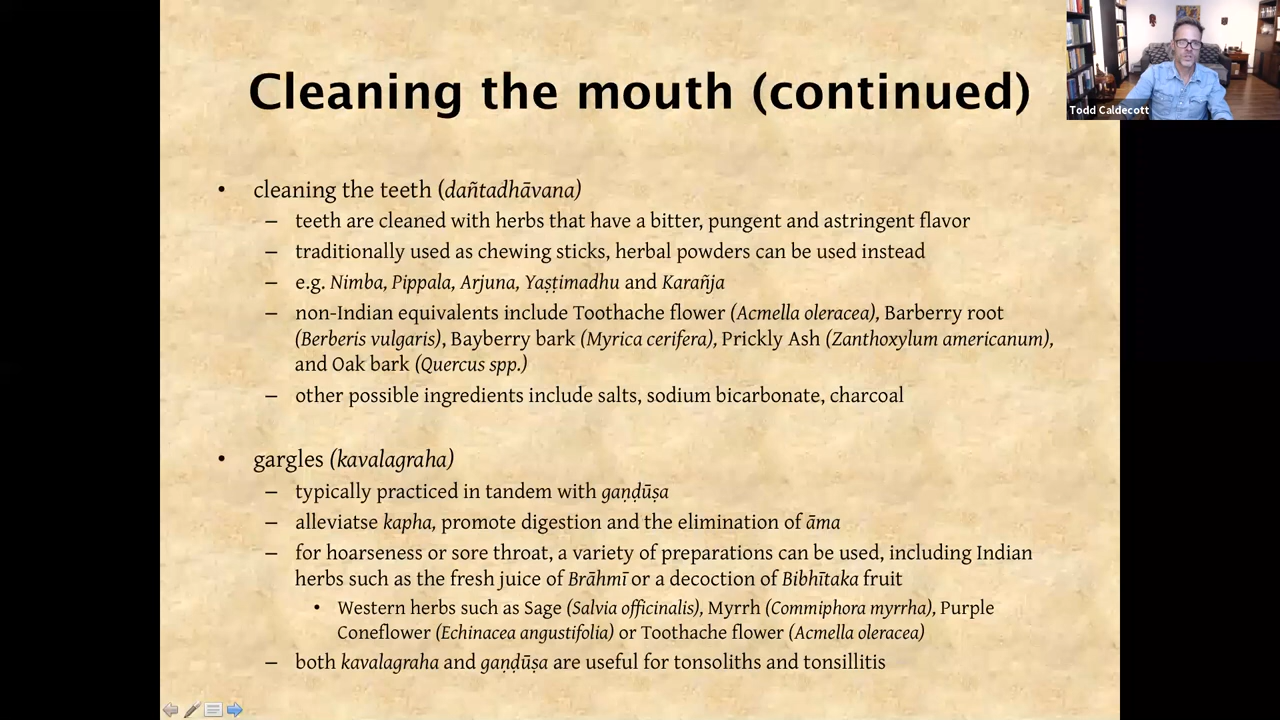 Cleaning the mouth (continued)
Todd Caldecott
• cleaning the teeth (dañtadhāvana)
– teeth are cleaned with herbs that have a bitter, pungent and astringent flavor
– traditionally used as chewing sticks, herbal powders can be used instead
– e.g. Nimba, Pippala, Arjuna, Yaṣṭimadhu and Karañja
– non-Indian equivalents include Toothache flower (Acmella oleracea), Barberry root
(Berberis vulgaris), Bayberry bark (Myrica cerifera), Prickly Ash (Zanthoxylum americanum),
and Oak bark (Quercus spp.)
– other possible ingredients include salts, sodium bicarbonate, charcoal
• gargles (kavalagraha)
– typically practiced in tandem with gaṇḍūṣa
– alleviatse kapha, promote digestion and the elimination of āma
– for hoarseness or sore throat, a variety of preparations can be used, including Indian
herbs such as the fresh juice of Brāhmī or a decoction of Bibhītaka fruit
• Western herbs such as Sage (Salvia officinalis), Myrrh (Commiphora myrrha), Purple
Coneflower (Echinacea angustifolia) or Toothache flower (Acmella oleracea)
– both kavalagraha and gaṇḍūṣa are useful for tonsoliths and tonsillitis